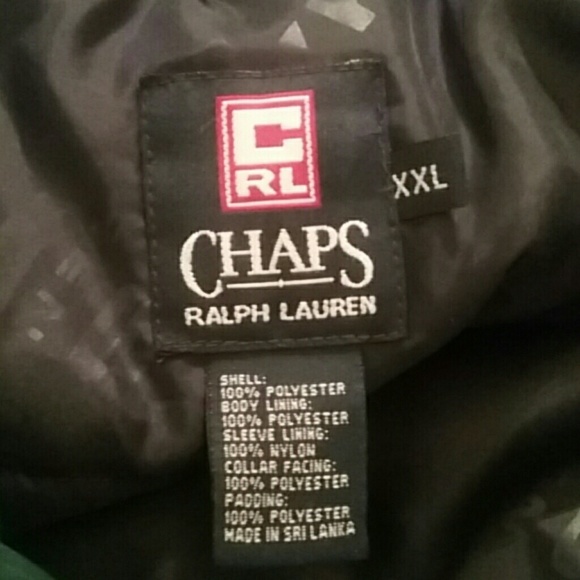 C
RL
CHAPS
RALPH LAUREN
XXL
SHELL:
100% POLYESTER
BODY LINING:
100% POLYESTER
SLEEVE LINING:
100% NYLON
COLLAR FACING:
100% POLYESTER
PADDING:
100% POLYESTER
MADE IN SRI LANKA